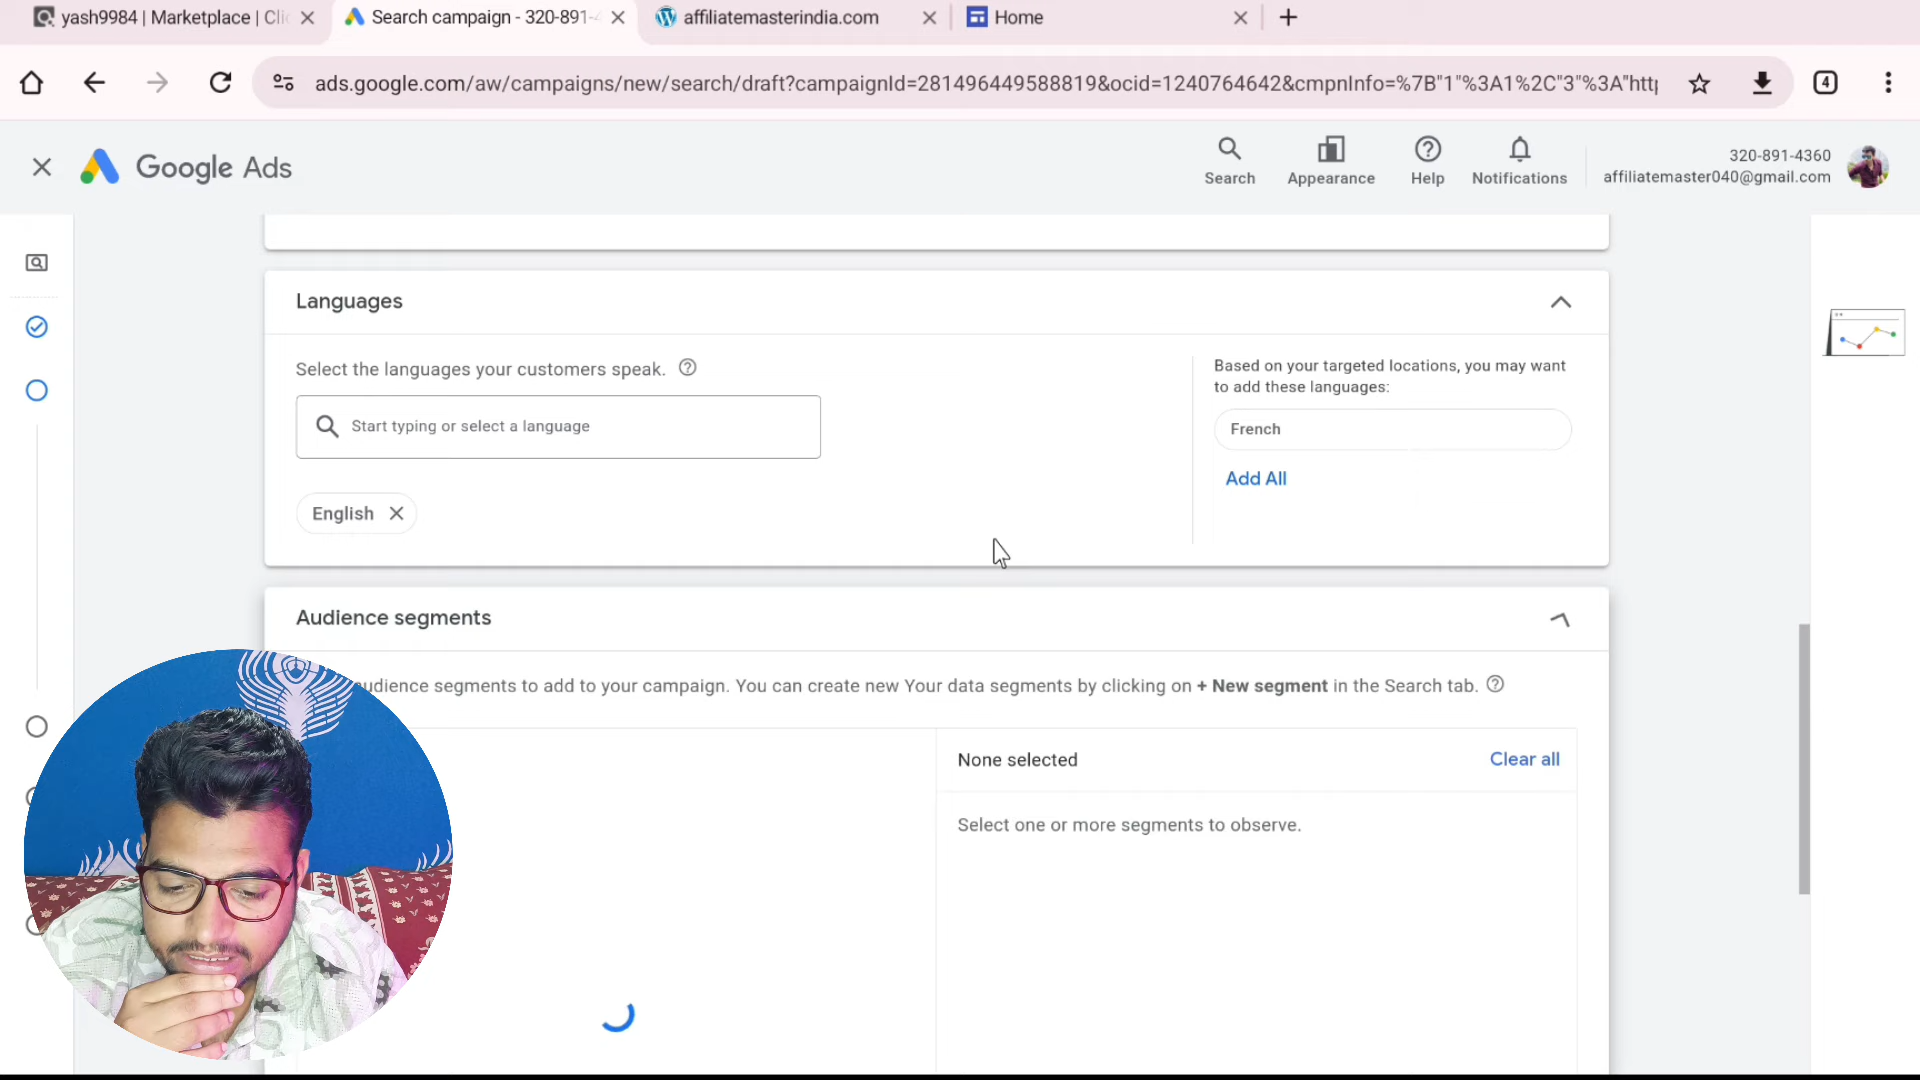 yash9984 | Marketplace | Cli
Search campaign - 320-891-4
affiliatemasterindia.com
Home
ads.google.com/aw/campaigns/new/search/draft?campaignId=281496449588819&ocid=1240764642&cmpnInfo=%7B"1"%3A1%2C"3"%3A"http
4
Google Ads
Search
Appearance
Help
Notifications
320-891-4360
affiliatemaster040@gmail.com
Languages
Select the languages your customers speak.
Start typing or select a language
English
Based on your targeted locations, you may want
to add these languages:
French
Add All
Audience segments
udience segments to add to your campaign. You can create new Your data segments by clicking on + New segment in the Search tab.
None selected
Clear all
Select one or more segments to observe.